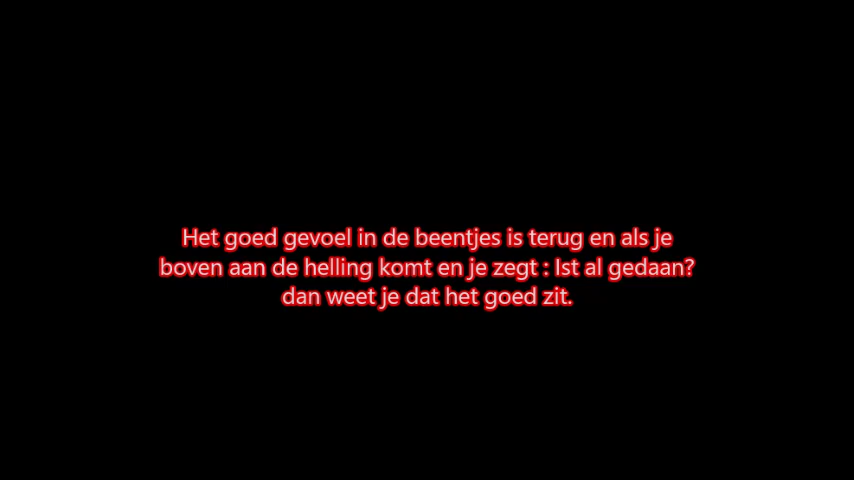 Het goed gevoel in de beentjes is terug en als je
boven aan de helling komt en je zegt : Ist al gedaan?
dan weet je dat het goed zit.